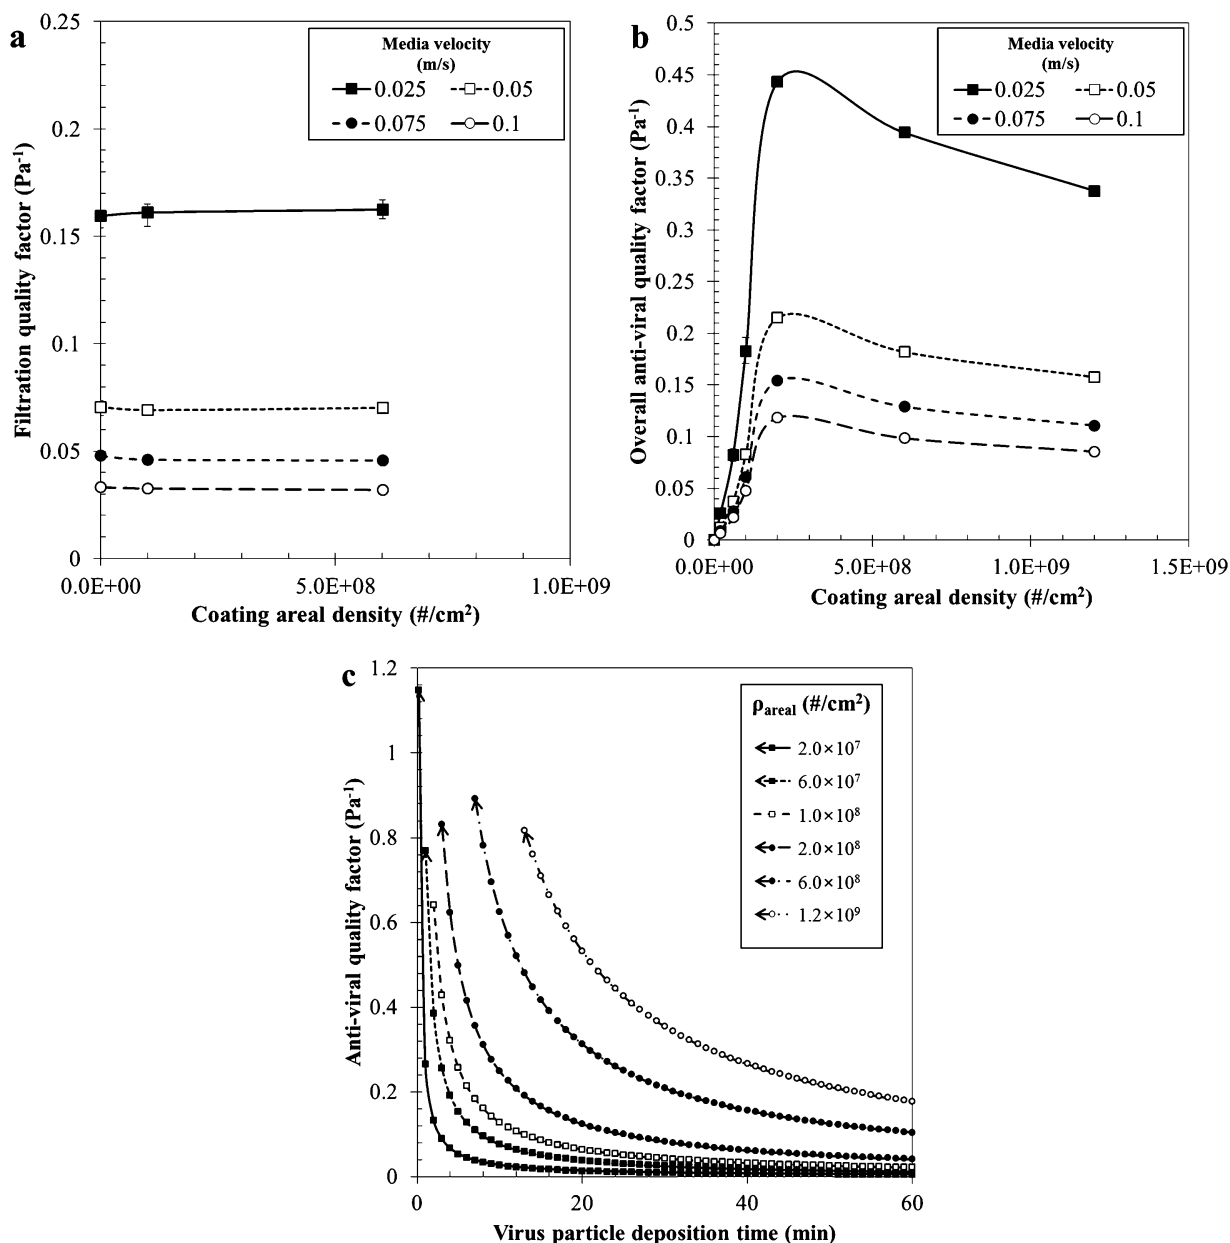 a
Filtration quality factor (Pa⁻¹)
0.25
0.2
0.15
0.1
0.05
0
Media velocity
(m/s)
0.025 0.05
0.075 0.1
0.0E+00 5.0E+08 1.0E+09
Coating areal density (#/cm²)
b
Overall anti-viral quality factor (Pa⁻¹)
0.5
0.45
0.4
0.35
0.3
0.25
0.2
0.15
0.1
0.05
0
Media velocity
(m/s)
0.025 0.05
0.075 0.1
0.0E+00 5.0E+08 1.0E+09 1.5E+09
Coating areal density (#/cm²)
c
Anti-viral quality factor (Pa⁻¹)
1.2
1
0.8
0.6
0.4
0.2
0
ρareal (#/cm²)
2.0×10⁷
6.0×10⁷
1.0×10⁸
2.0×10⁸
6.0×10⁸
1.2×10⁹
0 20 40 60
Virus particle deposition time (min)